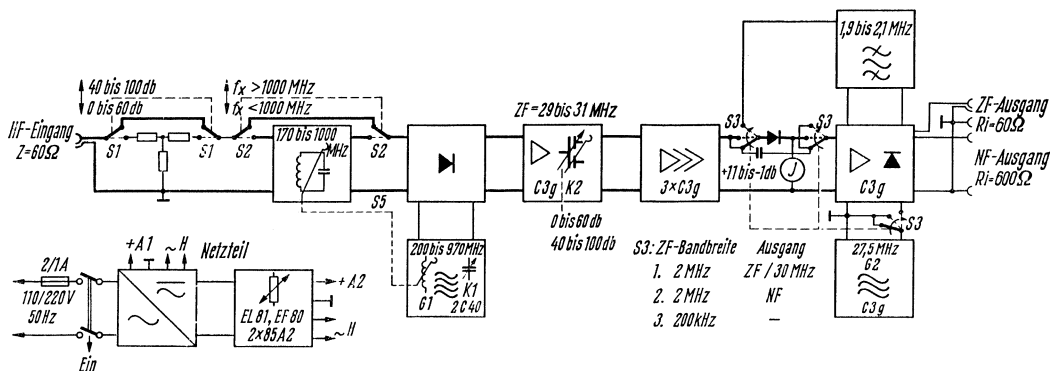 1,9 bis 2,1 MHz
40 bis 100 db
0 bis 60 db
fx >1000 MHz
fx <1000 MHz
HF-Eingang
Z=60Ω
S1
S1
S2
170 bis 1000
MHz
S2
S5
ZF = 29 bis 31 MHz
C3g
K2
0 bis 60 db
40 bis 100 db
3×C3g
S3
S3
+11 bis -1db
C3g
ZF-Ausgang
Ri=60Ω
NF-Ausgang
Ri=600Ω
S3
200 bis 970MHz
G1
K1
2C40
27,5 MHz
G2
C3g
S3: ZF-Bandbreite Ausgang
1. 2 MHz ZF / 30 MHz
2. 2 MHz NF
3. 200kHz –
+A1
~H
Netzteil
2/1A
110/220V
50Hz
Ein
EL 81, EF 80
2×85A2
+A2
~H